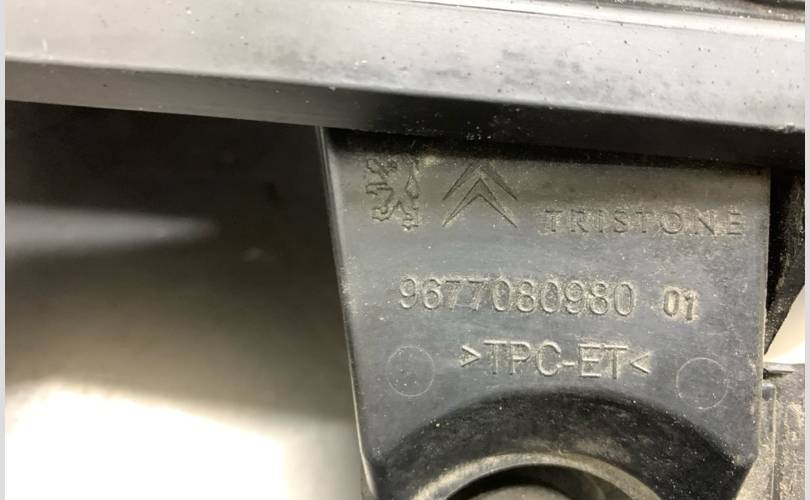 TRISTONE
9677080980 01
>TPC-ET<